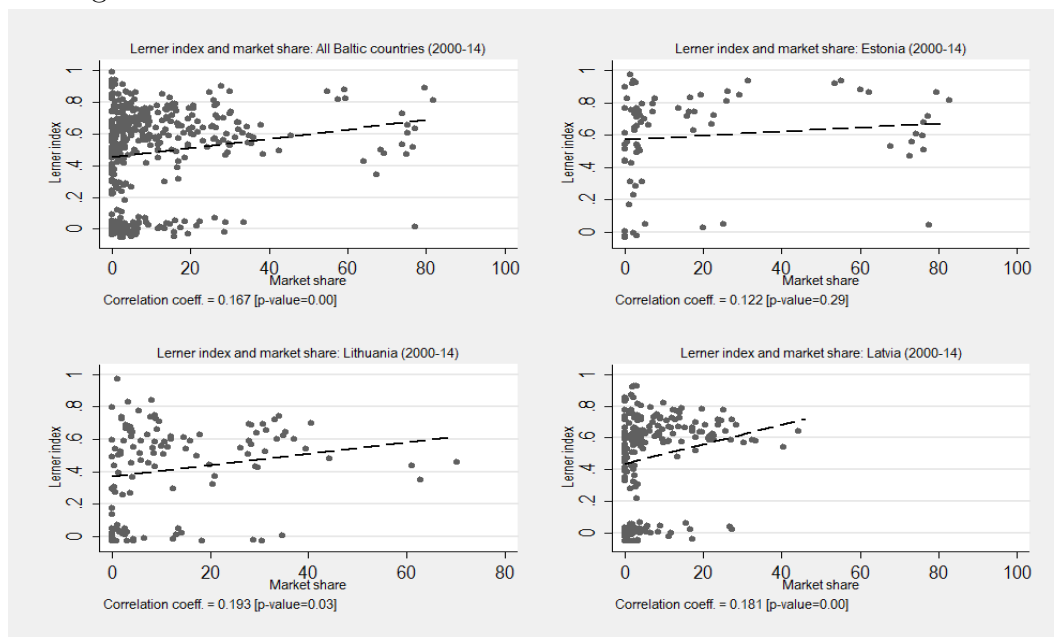 Lerner index and market share: All Baltic countries (2000-14)
Lerner index
1
.8
.6
.4
.2
0
0 20 40 60 80 100
Market share
Correlation coeff. = 0.167 [p-value=0.00]
Lerner index and market share: Estonia (2000-14)
Lerner index
1
.8
.6
.4
.2
0
0 20 40 60 80 100
Market share
Correlation coeff. = 0.122 [p-value=0.29]
Lerner index and market share: Lithuania (2000-14)
Lerner index
1
.8
.6
.4
.2
0
0 20 40 60 80
Market share
Correlation coeff. = 0.193 [p-value=0.03]
Lerner index and market share: Latvia (2000-14)
Lerner index
1
.8
.6
.4
.2
0
0 20 40 60 80 100
Market share
Correlation coeff. = 0.181 [p-value=0.00]